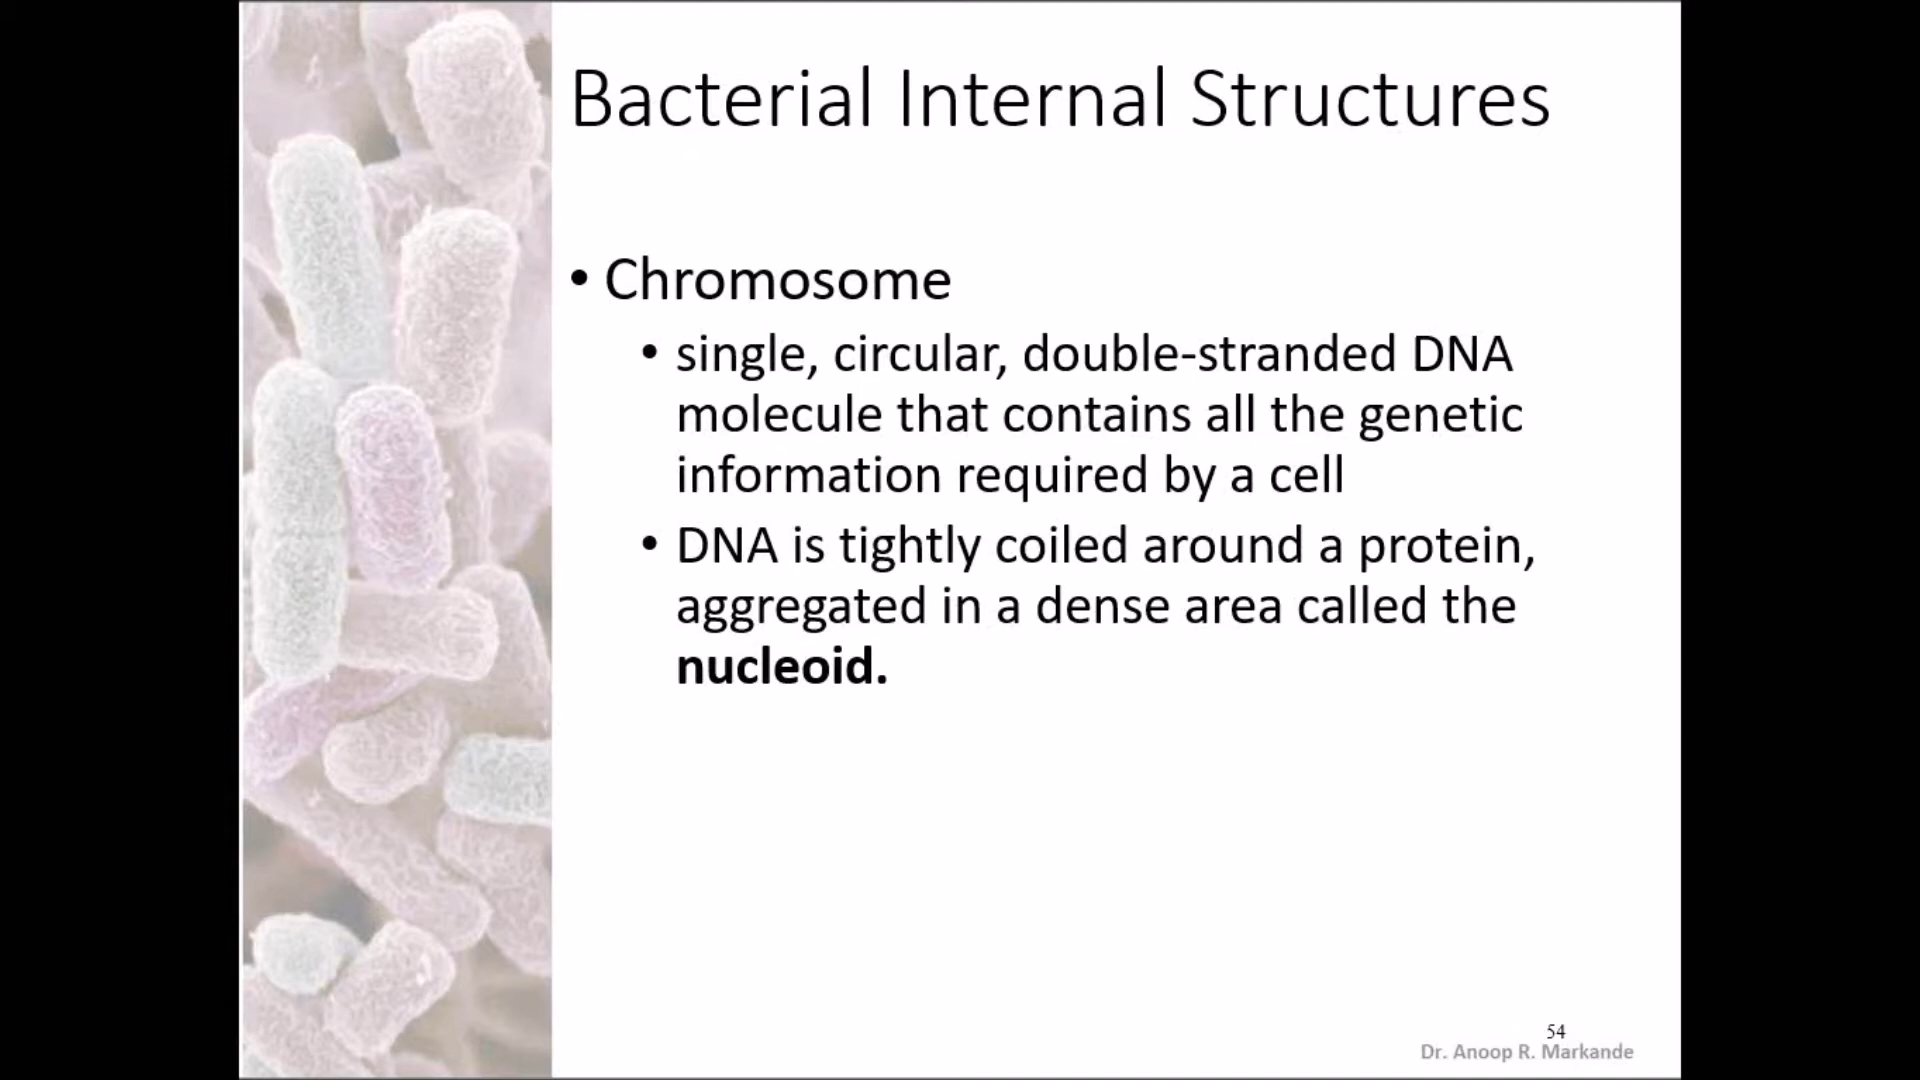 Bacterial Internal Structures
• Chromosome
• single, circular, double-stranded DNA
molecule that contains all the genetic
information required by a cell
• DNA is tightly coiled around a protein,
aggregated in a dense area called the
nucleoid.
54
Dr. Anoop R. Markande